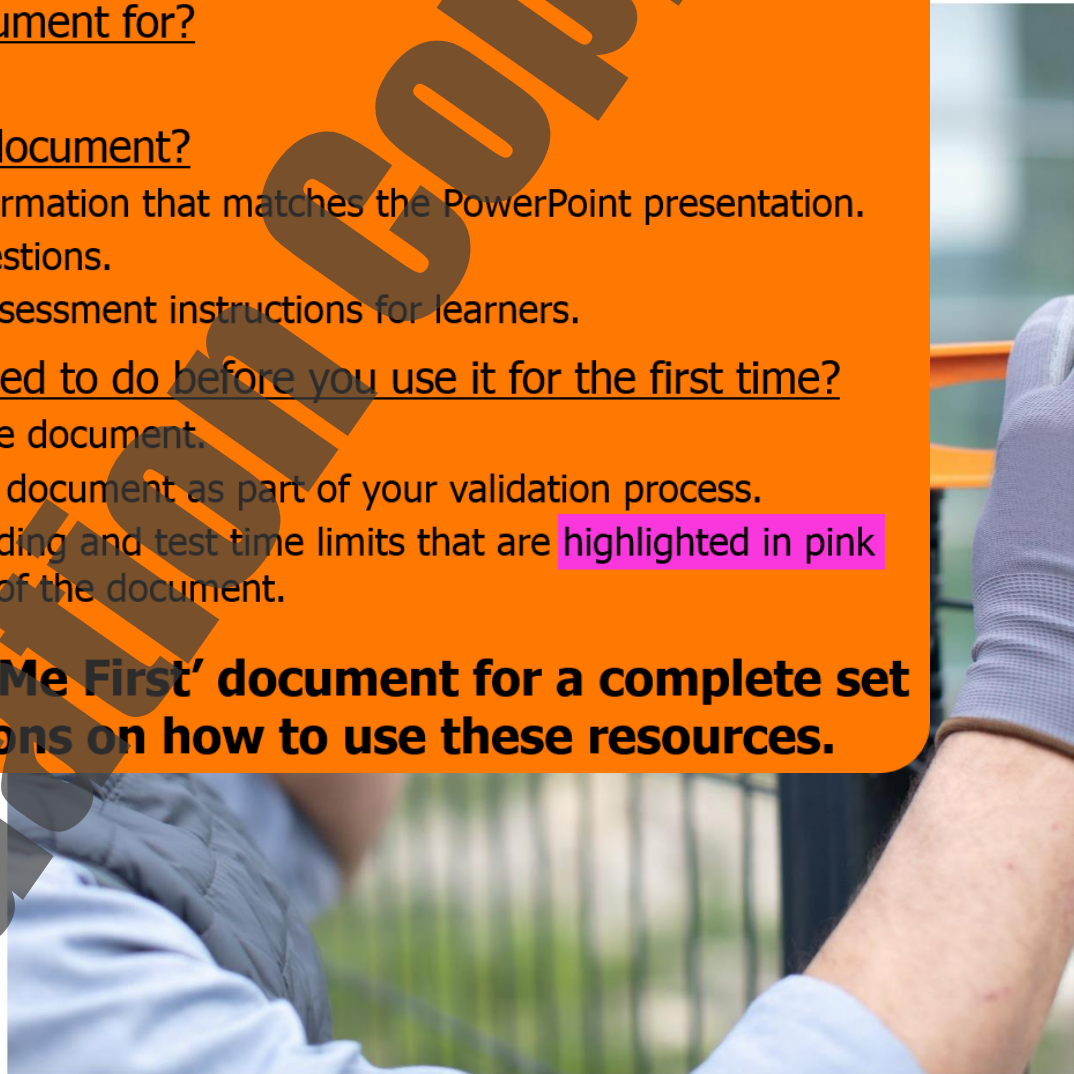 ument for?
document?
rmation that matches the PowerPoint presentation.
estions.
sessment instructions for learners.
ed to do before you use it for the first time?
e document.
document as part of your validation process.
ding and test time limits that are highlighted in pink
of the document.
Me First’ document for a complete set
ons on how to use these resources.
ation cop